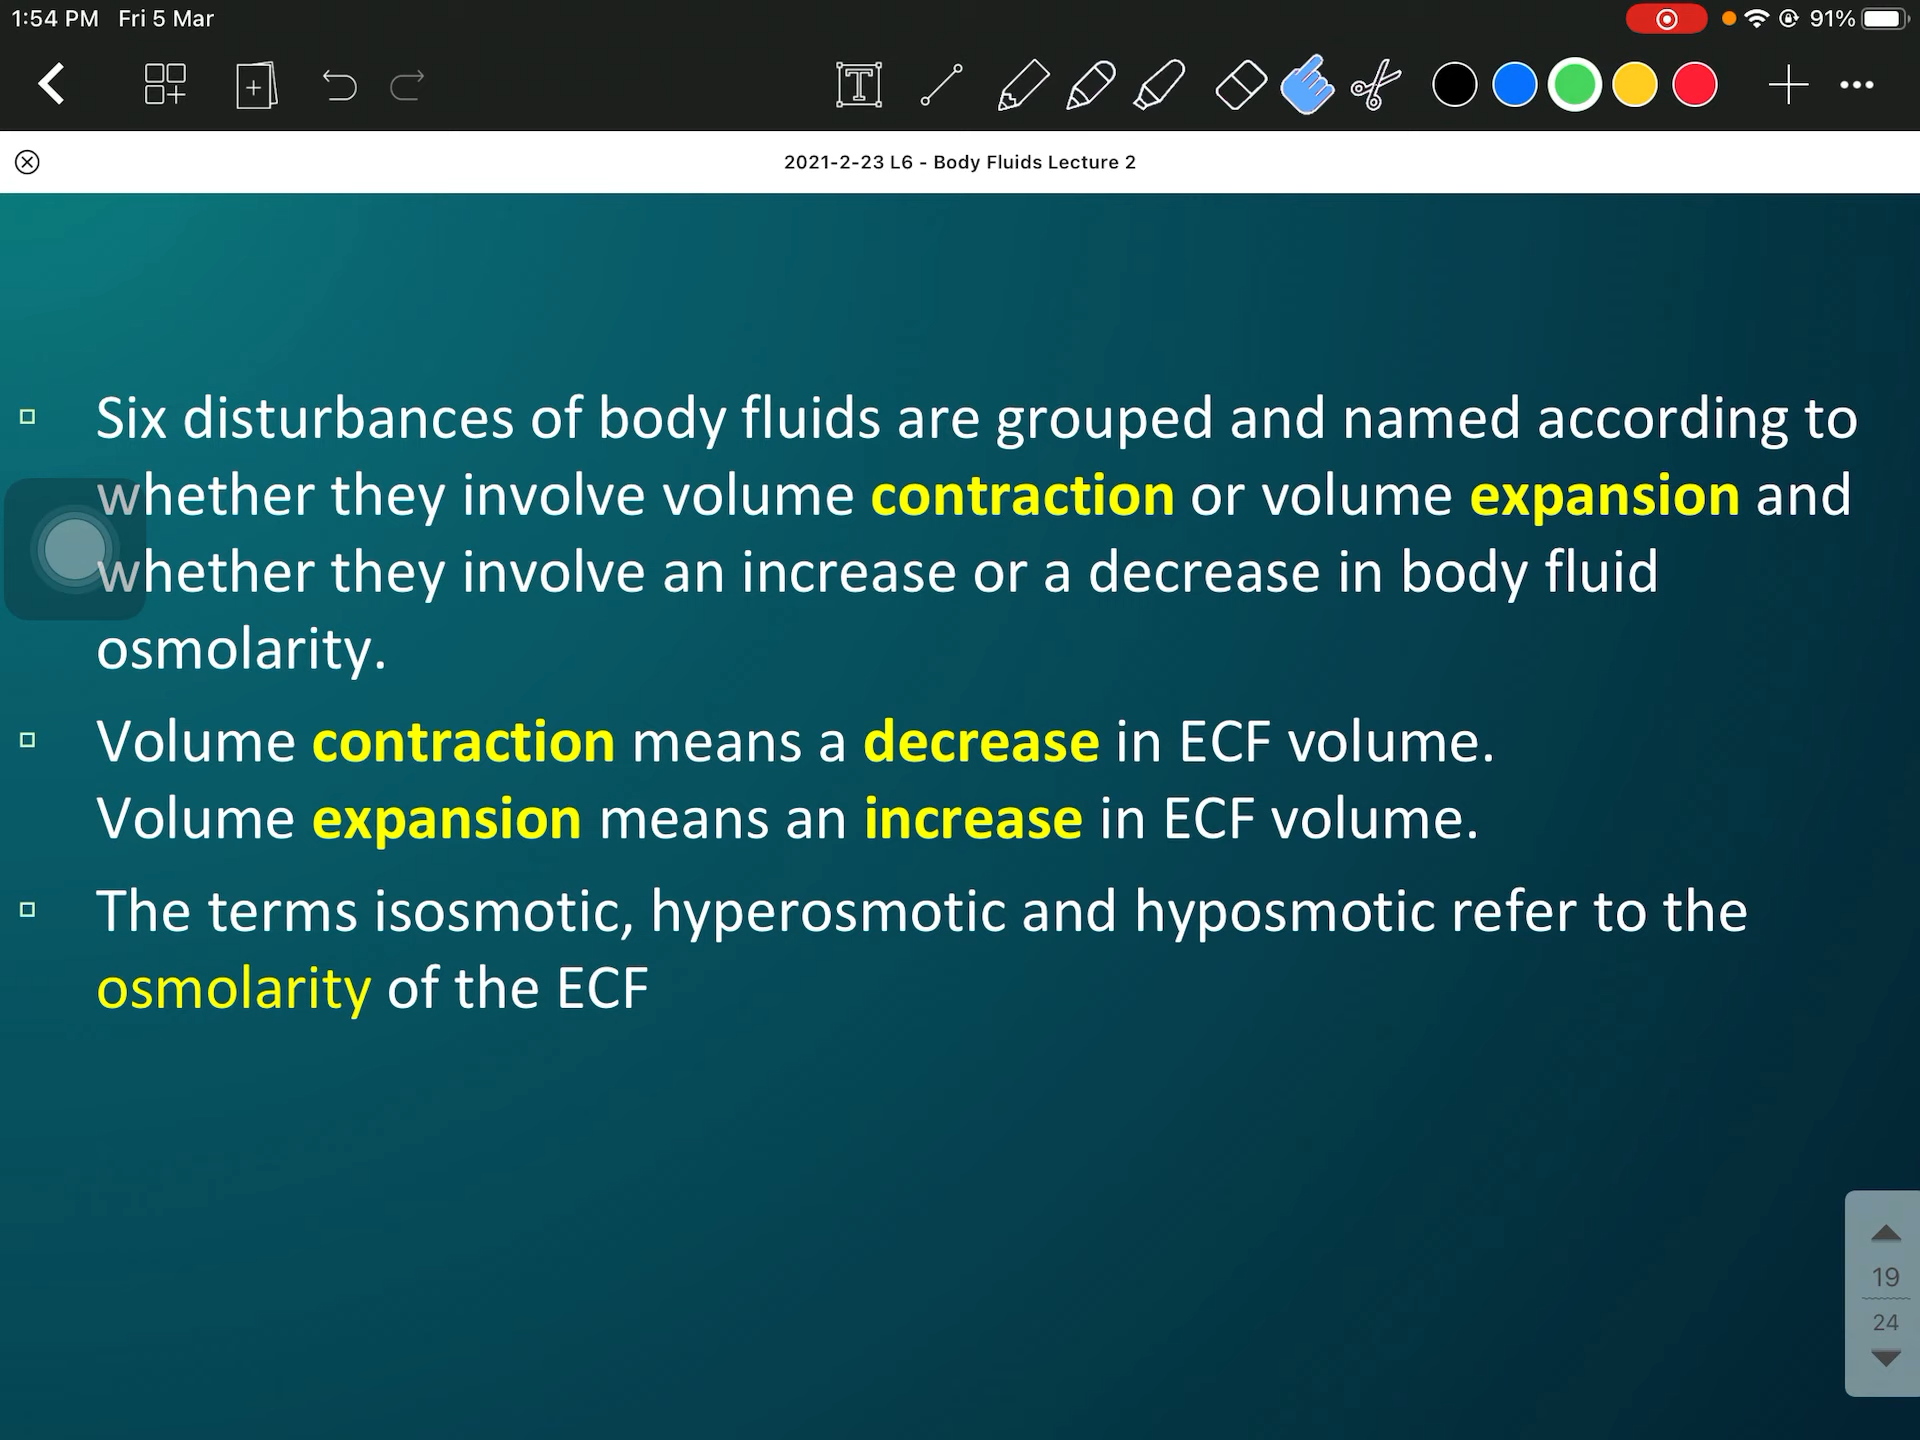 1:54 PM Fri 5 Mar
91%
T
2021-2-23 L6 - Body Fluids Lecture 2
Six disturbances of body fluids are grouped and named according to
whether they involve volume contraction or volume expansion and
whether they involve an increase or a decrease in body fluid
osmolarity.
Volume contraction means a decrease in ECF volume.
Volume expansion means an increase in ECF volume.
The terms isosmotic, hyperosmotic and hyposmotic refer to the
osmolarity of the ECF
19
24